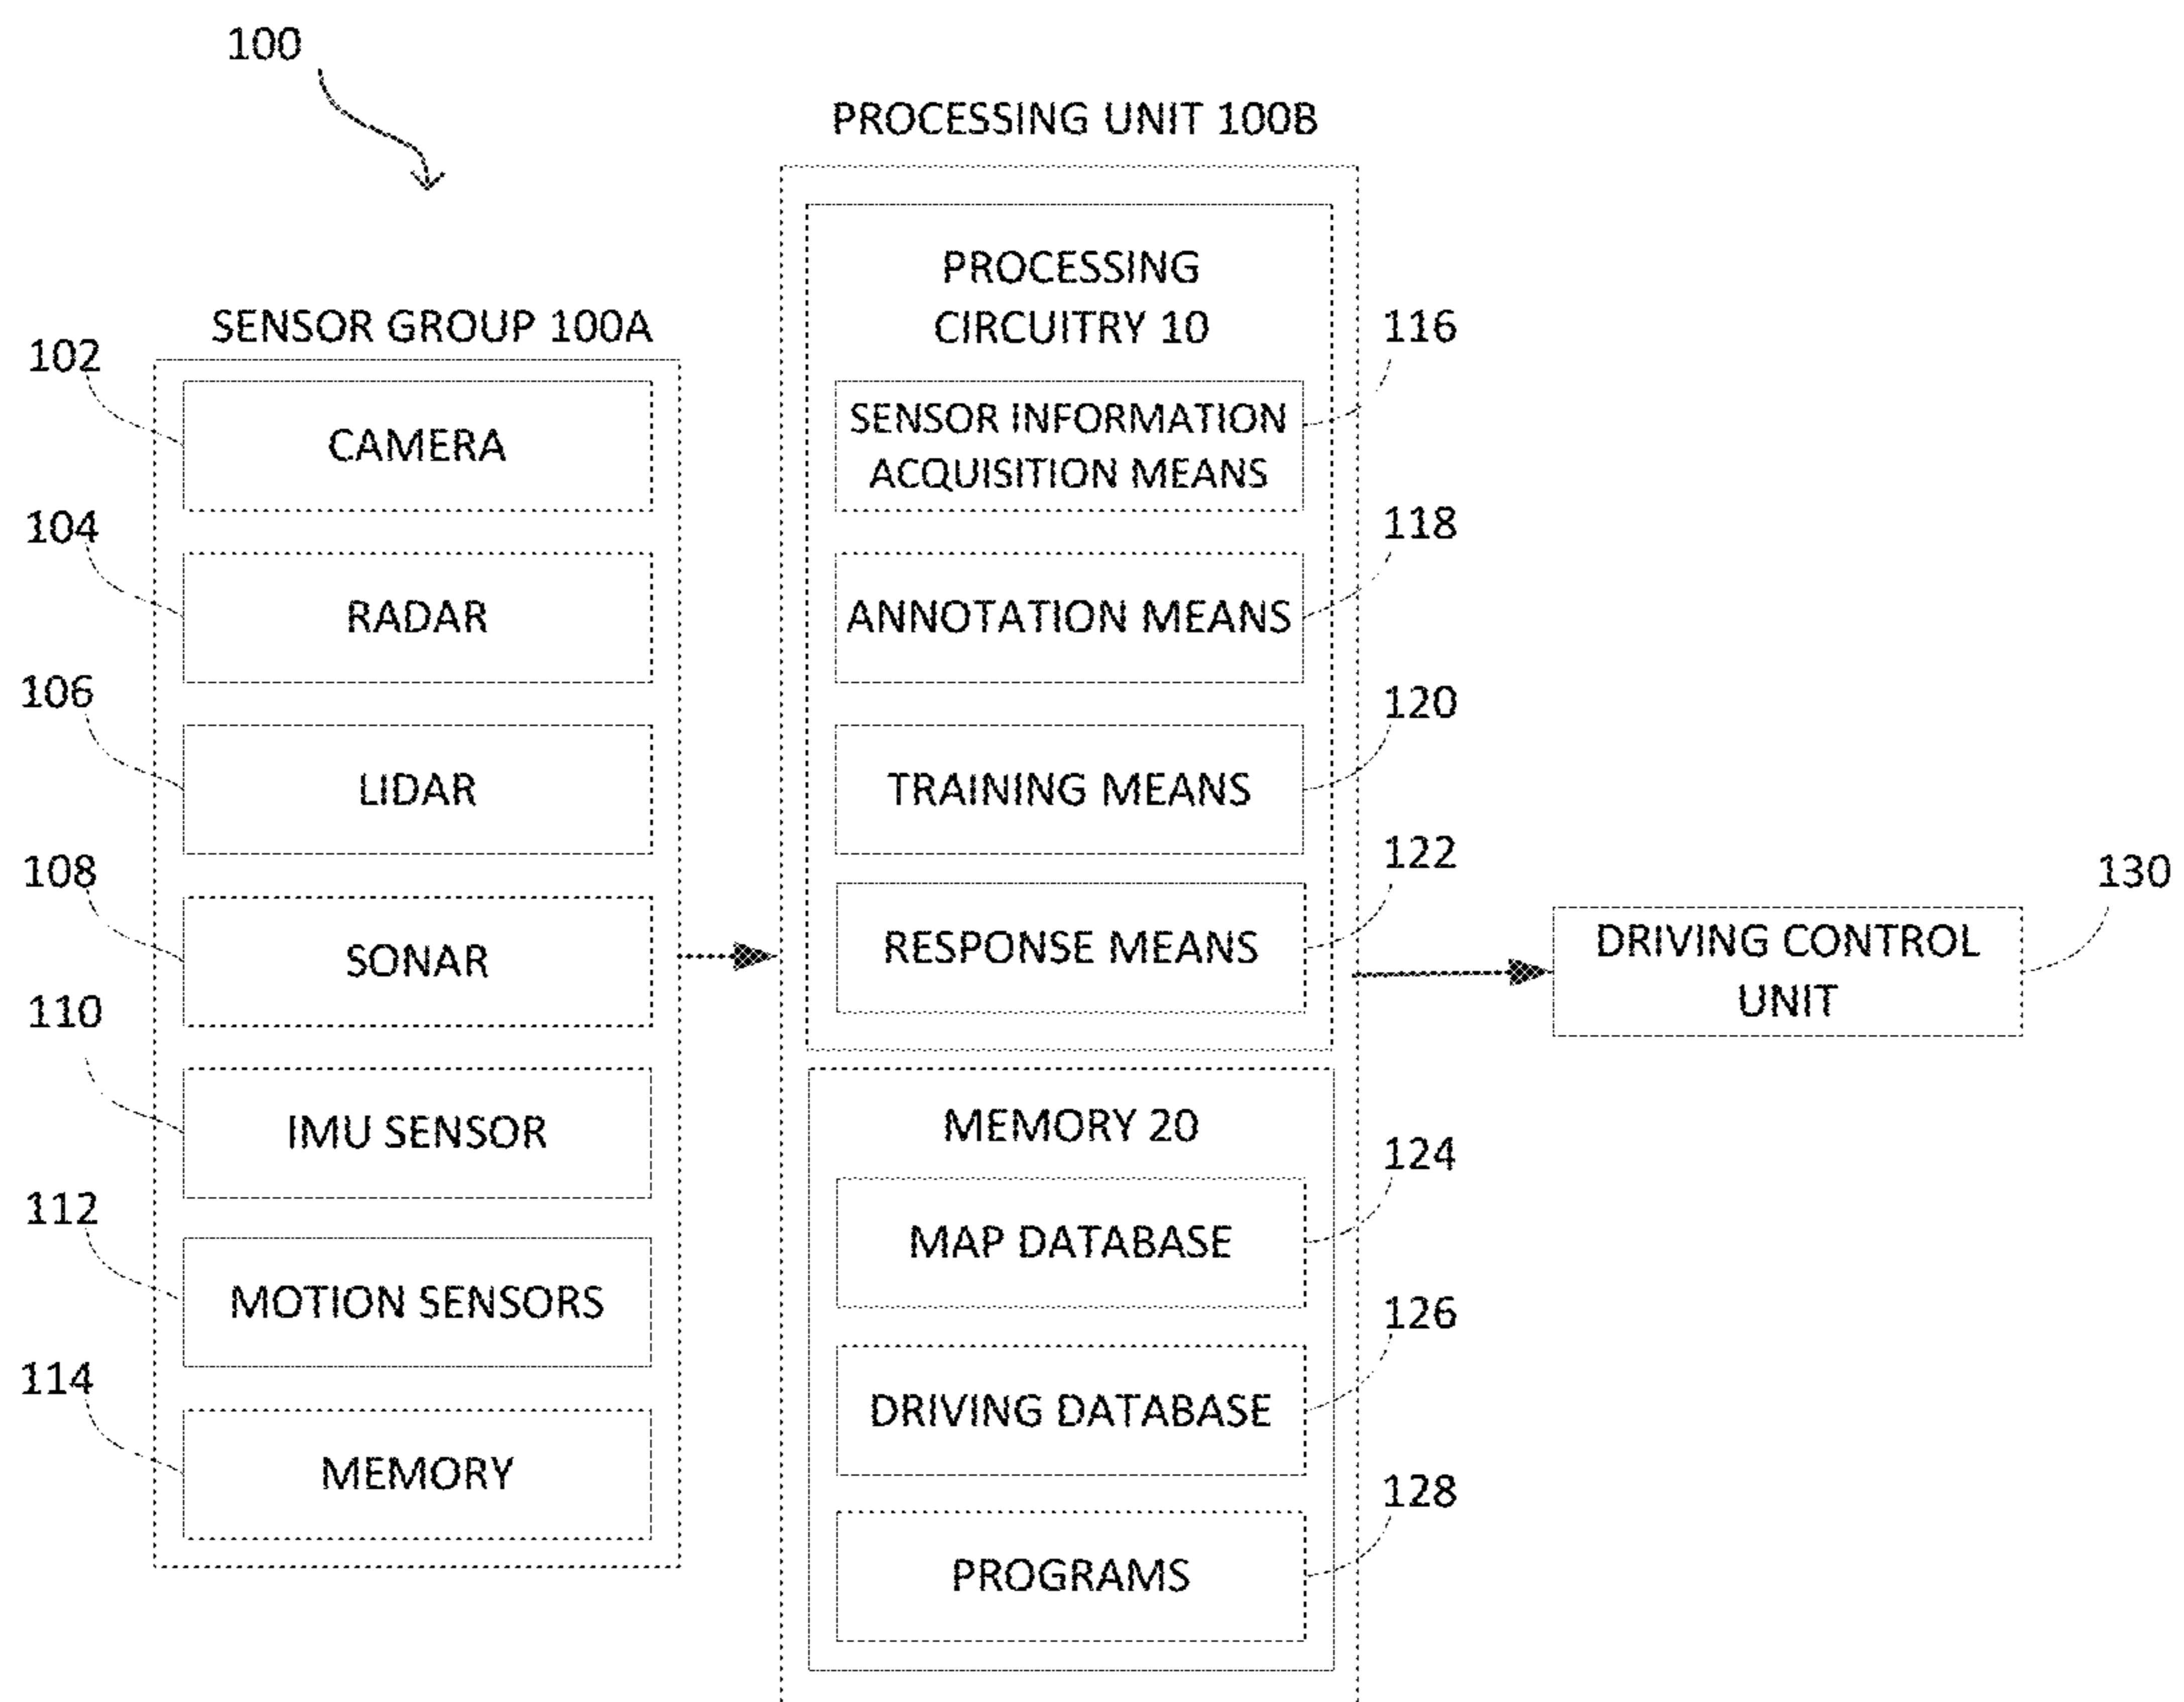 100
PROCESSING UNIT 100B
PROCESSING
CIRCUITRY 10
SENSOR GROUP 100A
116
102
CAMERA
SENSOR INFORMATION
ACQUISITION MEANS
104
118
RADAR
ANNOTATION MEANS
106
120
LIDAR
TRAINING MEANS
108
122
130
SONAR
RESPONSE MEANS
DRIVING CONTROL
UNIT
110
IMU SENSOR
MEMORY 20
124
112
MAP DATABASE
MOTION SENSORS
126
114
DRIVING DATABASE
MEMORY
128
PROGRAMS